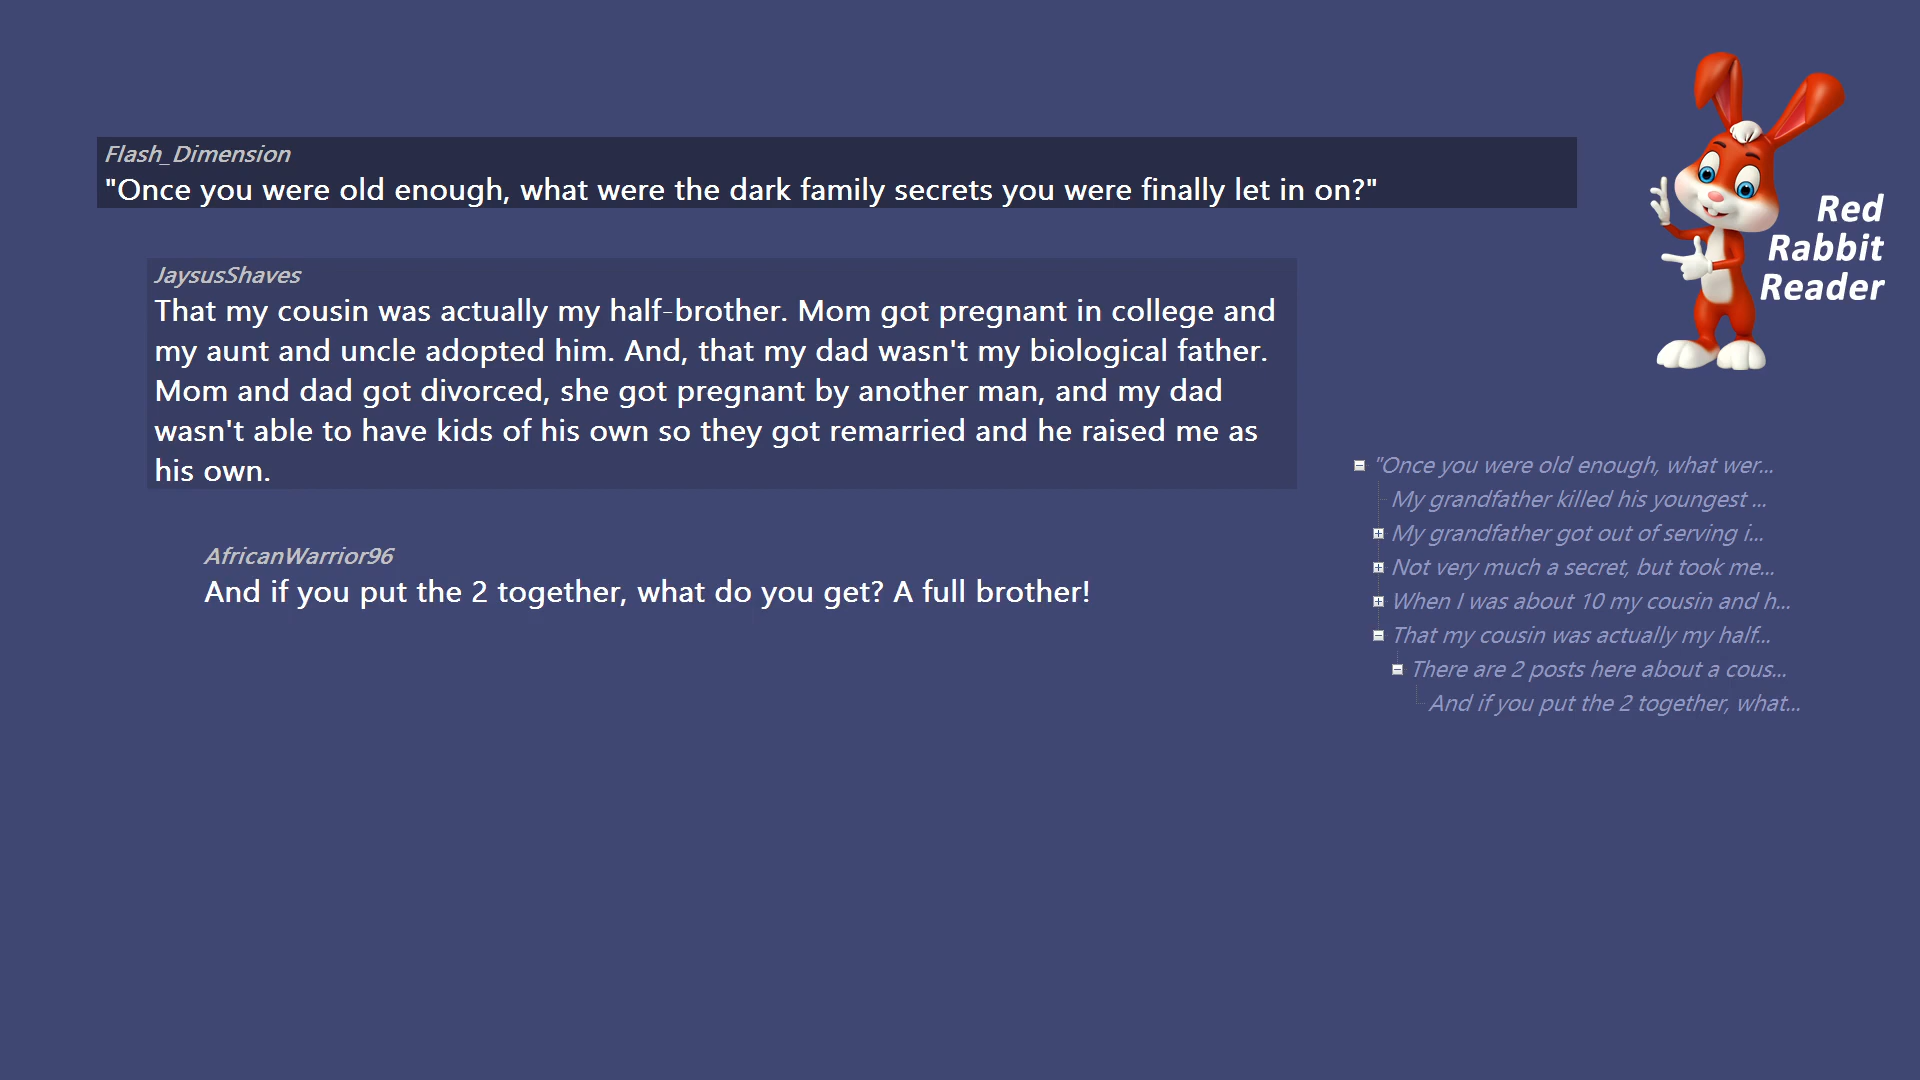 Flash_Dimension
"Once you were old enough, what were the dark family secrets you were finally let in on?"
JaysusShaves
That my cousin was actually my half-brother. Mom got pregnant in college and
my aunt and uncle adopted him. And, that my dad wasn't my biological father.
Mom and dad got divorced, she got pregnant by another man, and my dad
wasn't able to have kids of his own so they got remarried and he raised me as
his own.
AfricanWarrior96
And if you put the 2 together, what do you get? A full brother!
Red
Rabbit
Reader
"Once you were old enough, what wer...
My grandfather killed his youngest ...
My grandfather got out of serving i...
Not very much a secret, but took me...
When I was about 10 my cousin and h...
That my cousin was actually my half...
There are 2 posts here about a cous...
And if you put the 2 together, what...